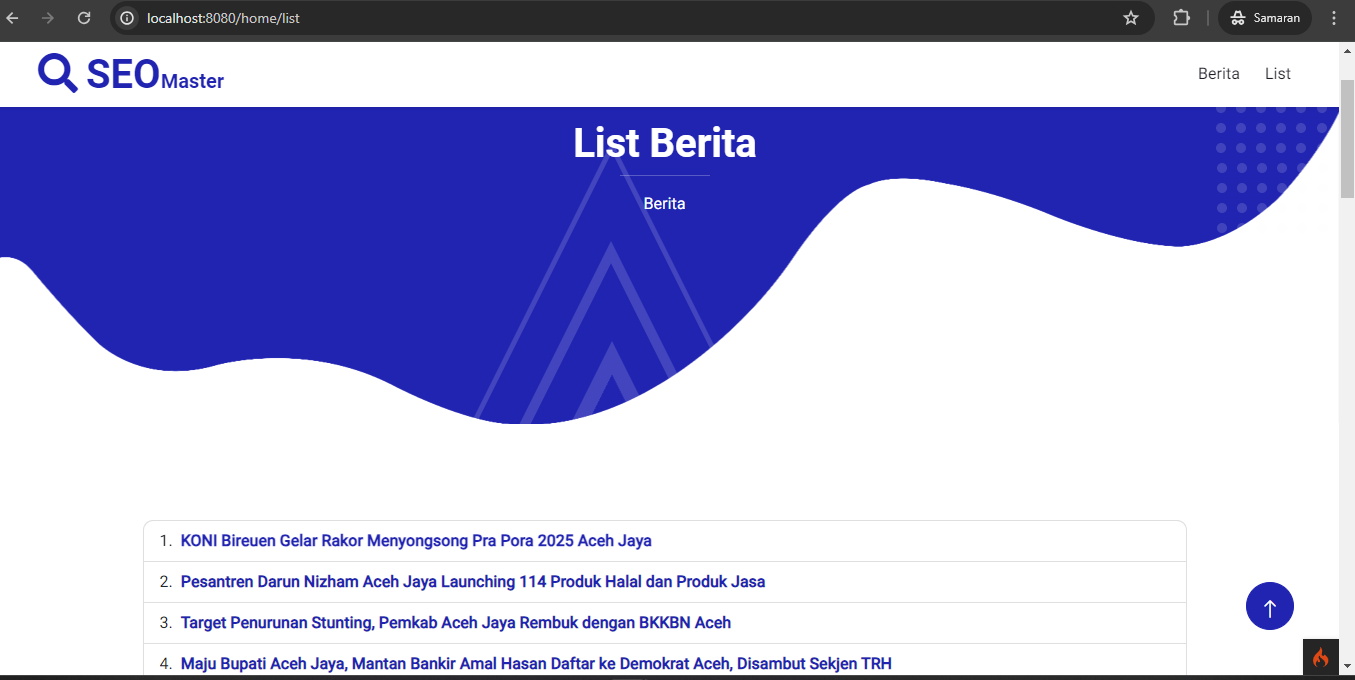 localhost:8080/home/list
Samaran
SEOMaster
Berita
List
List Berita
Berita
1. KONI Bireuen Gelar Rakor Menyongsong Pra Pora 2025 Aceh Jaya
2. Pesantren Darun Nizham Aceh Jaya Launching 114 Produk Halal dan Produk Jasa
3. Target Penurunan Stunting, Pemkab Aceh Jaya Rembuk dengan BKKBN Aceh
4. Maju Bupati Aceh Jaya, Mantan Bankir Amal Hasan Daftar ke Demokrat Aceh, Disambut Sekjen TRH